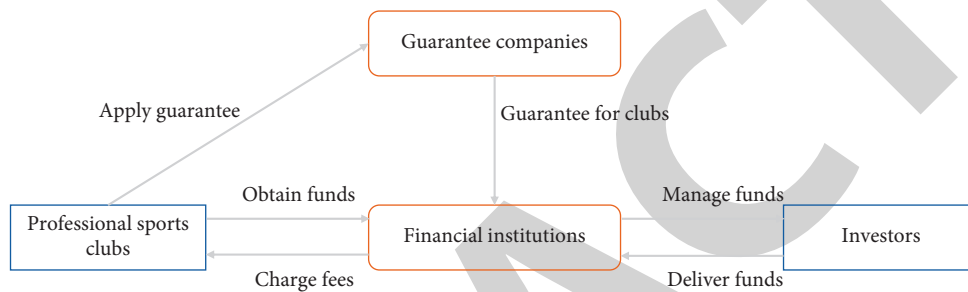 Guarantee companies
Apply guarantee
Guarantee for clubs
Obtain funds
Manage funds
Professional sports
clubs
Financial institutions
Investors
Charge fees
Deliver funds